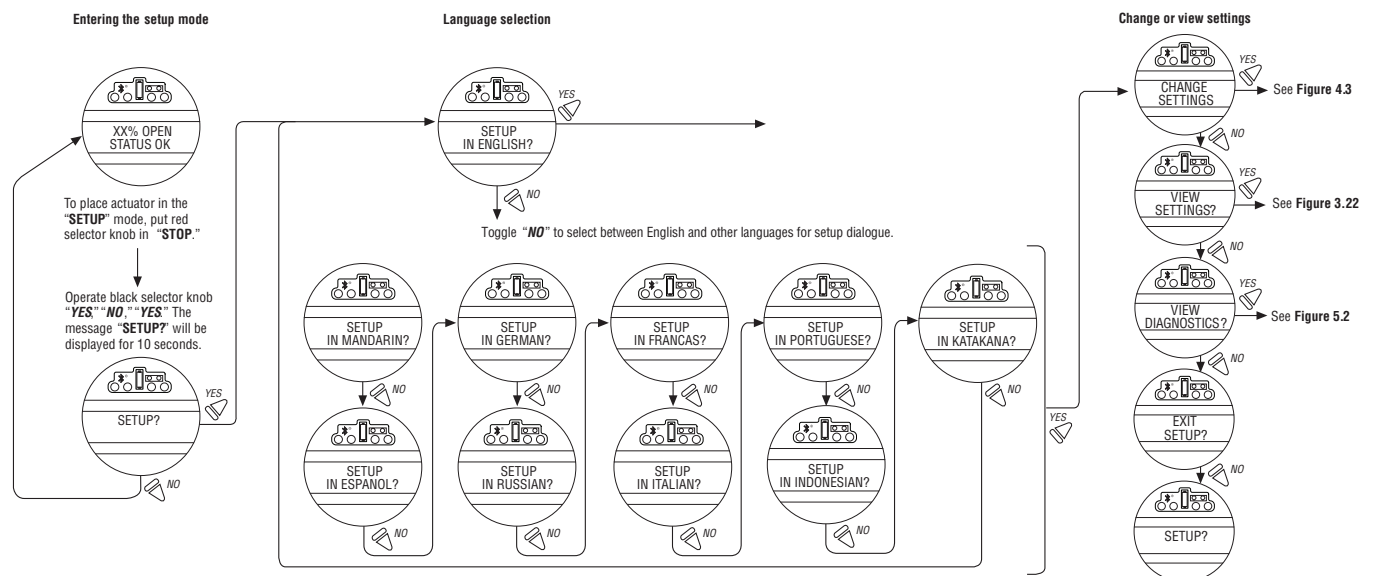 Entering the setup mode
Language selection
Change or view settings
XX% OPEN
STATUS OK
To place actuator in the
“SETUP” mode, put red
selector knob in “STOP.”
Operate black selector knob
“YES,” “NO,” “YES.” The
message “SETUP?” will be
displayed for 10 seconds.
SETUP?
YES
NO
SETUP
IN ENGLISH?
YES
NO
Toggle “NO” to select between English and other languages for setup dialogue.
SETUP
IN MANDARIN?
NO
SETUP
IN ESPANOL?
NO
SETUP
IN GERMAN?
NO
SETUP
IN RUSSIAN?
NO
SETUP
IN FRANCAS?
NO
SETUP
IN ITALIAN?
NO
SETUP
IN PORTUGUESE?
NO
SETUP
IN INDONESIAN?
NO
SETUP
IN KATAKANA?
NO
YES
CHANGE
SETTINGS
YES
See Figure 4.3
NO
VIEW
SETTINGS?
YES
See Figure 3.22
NO
VIEW
DIAGNOSTICS?
YES
See Figure 5.2
NO
EXIT
SETUP?
NO
SETUP?